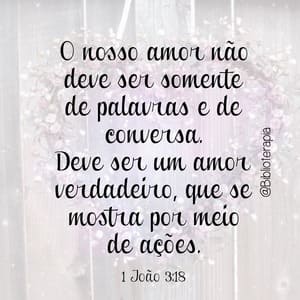 O nosso amor não
deve ser somente
de palavras e de
conversa.
Deve ser um amor
verdadeiro, que se
mostra por meio
de ações.
1 João 3:18
@Biblioterapia